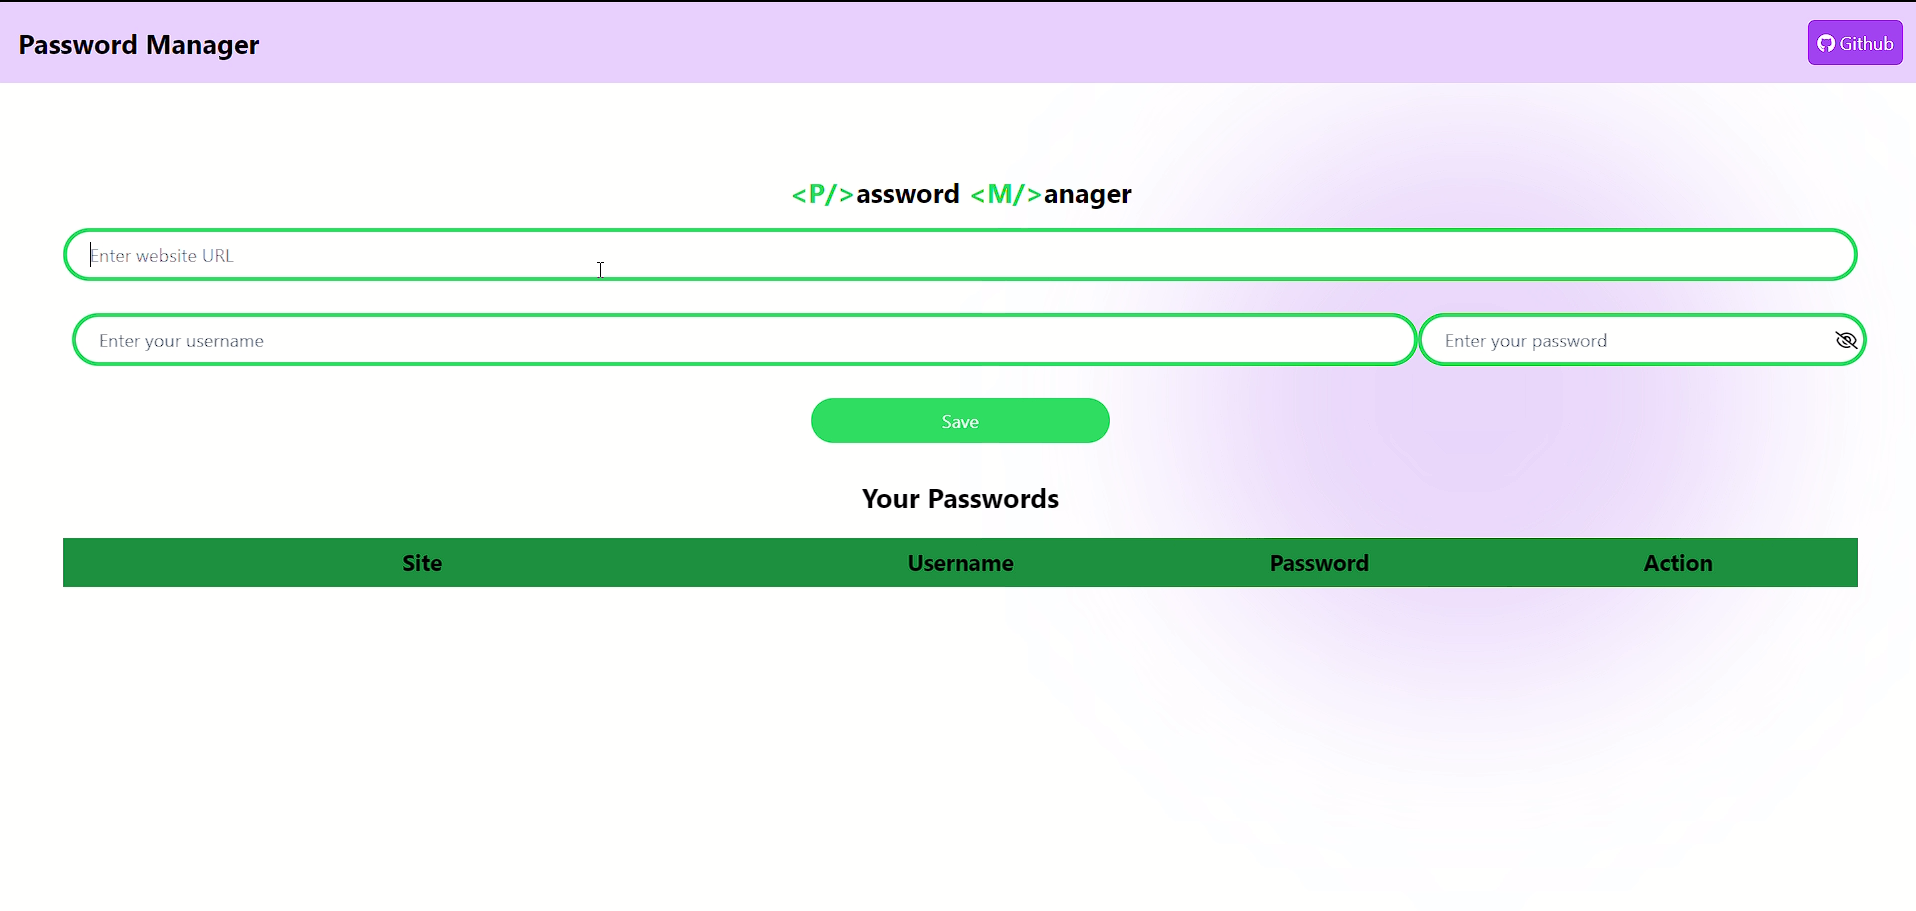 Password Manager
Github
<P/>assword <M/>anager
Enter website URL
Enter your username
Enter your password
Save
Your Passwords
Site Username Password Action